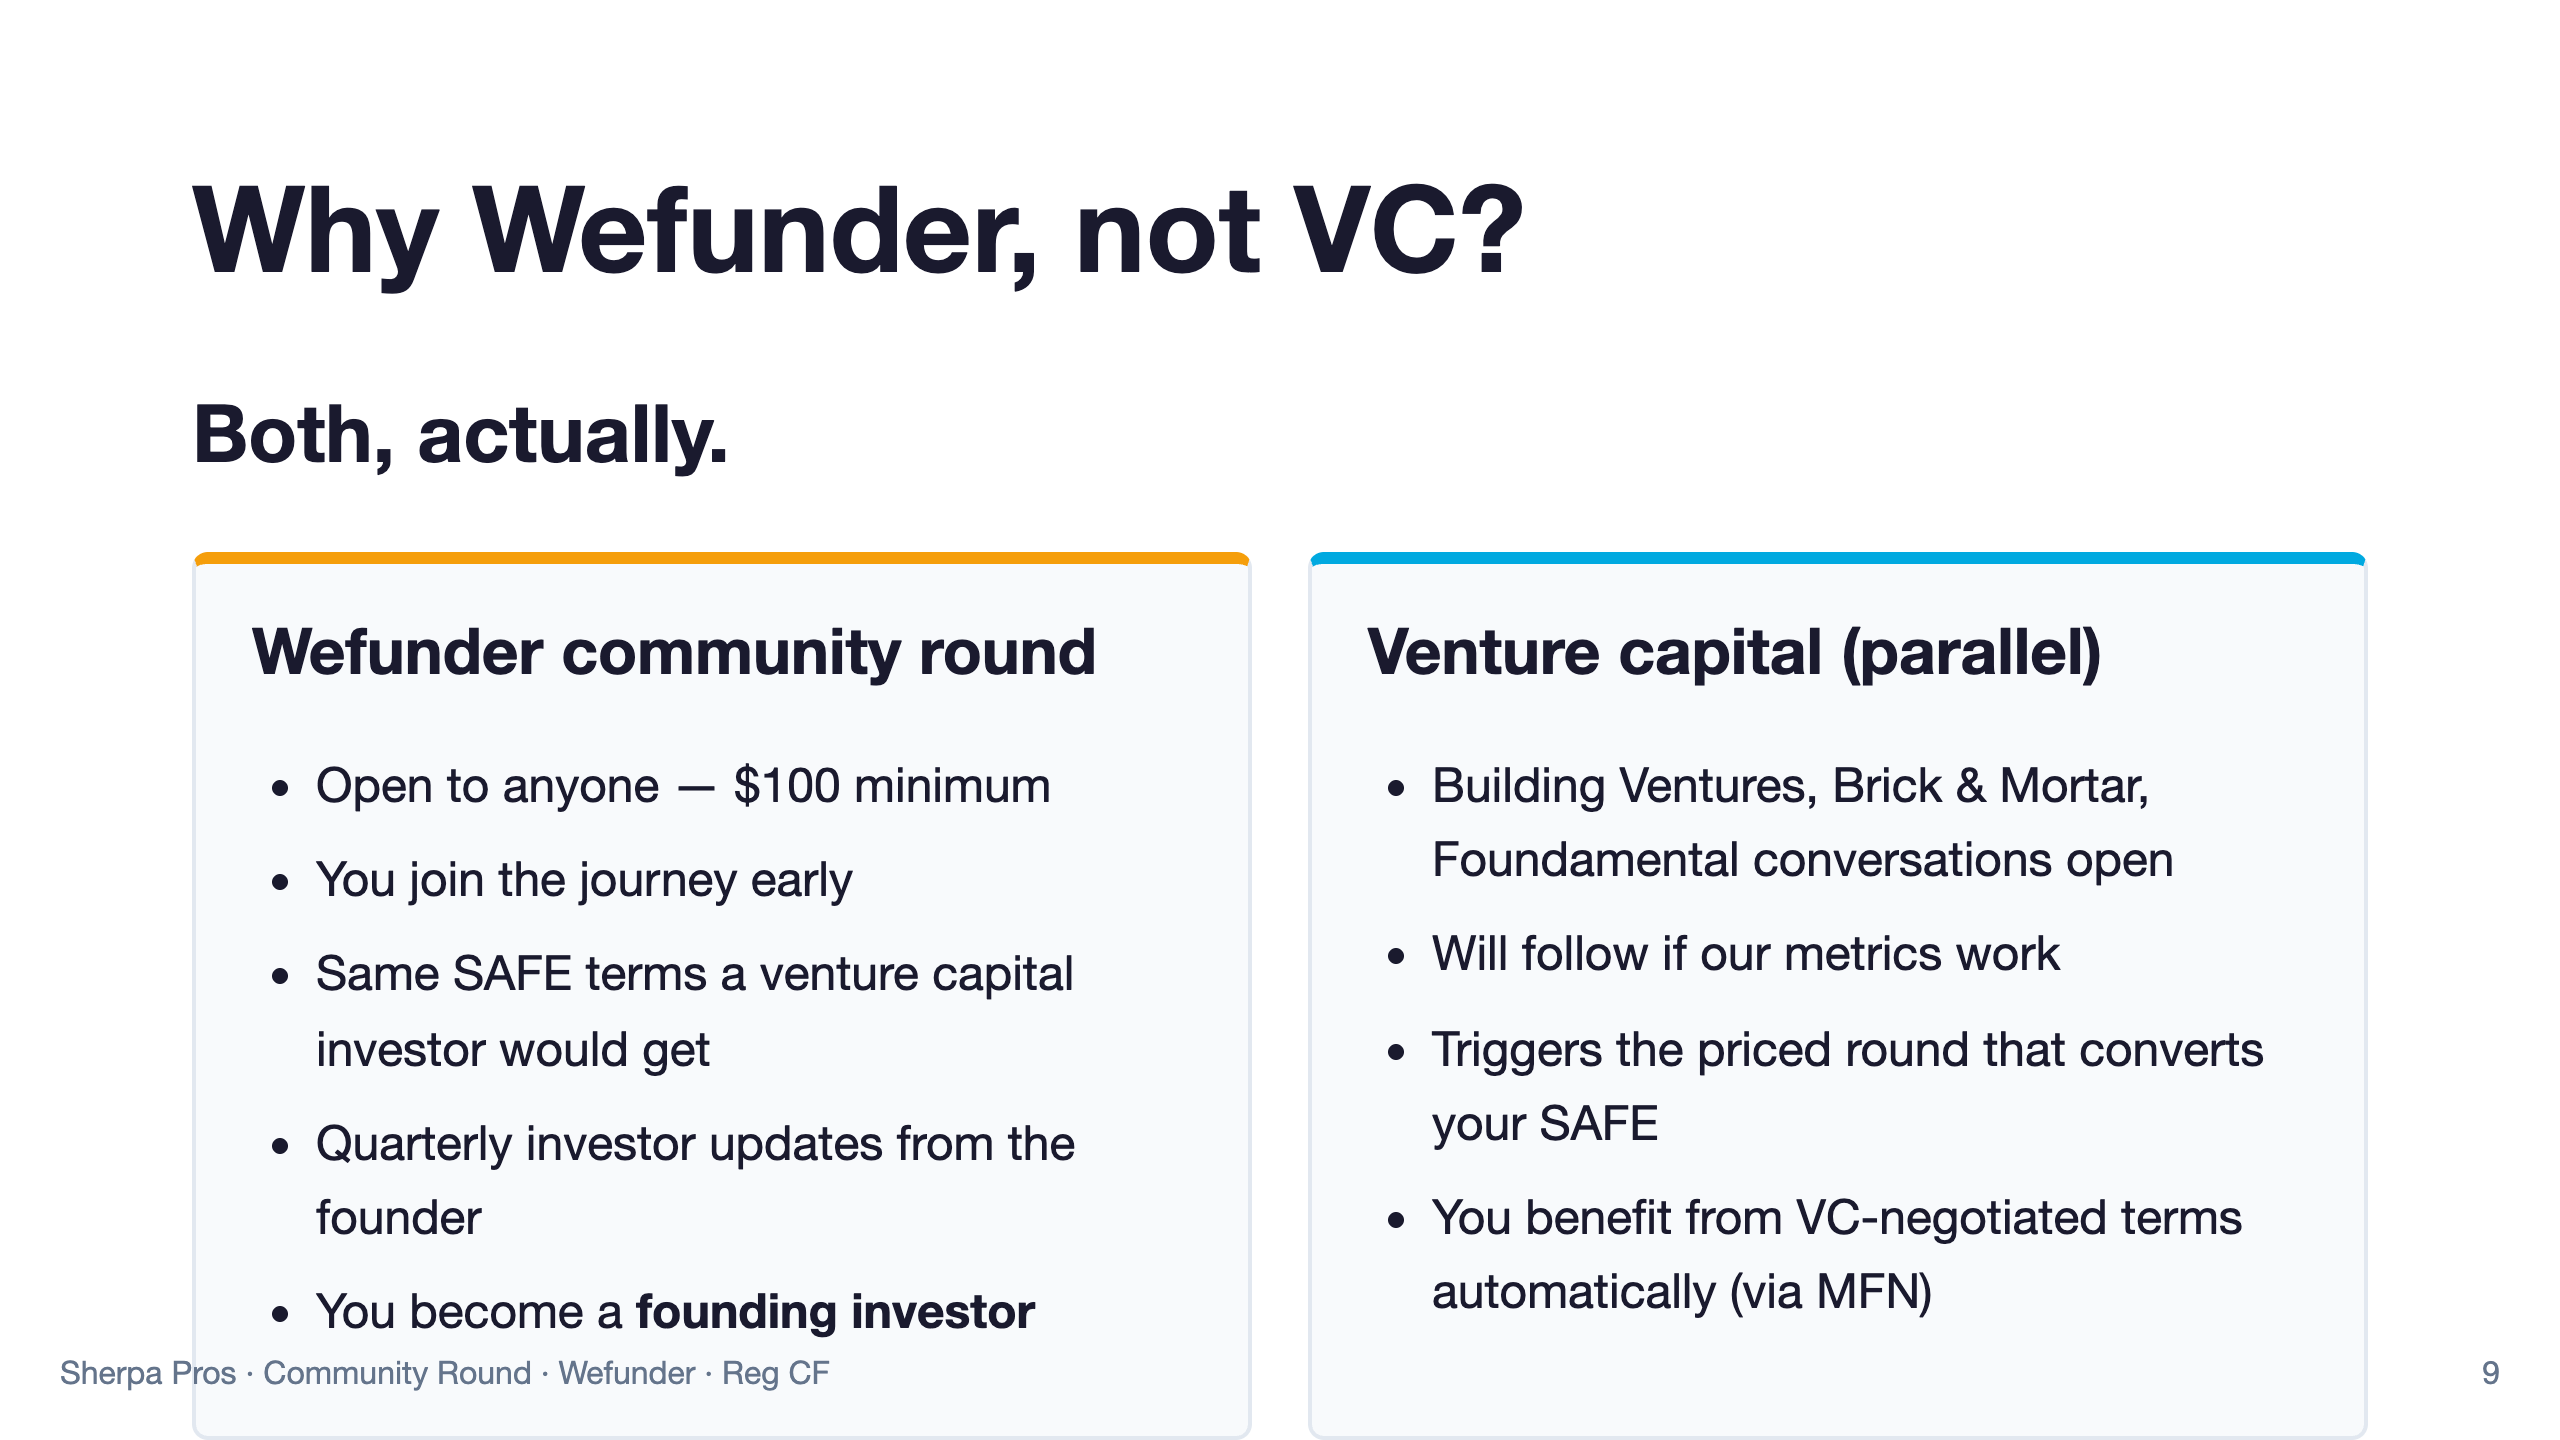 Why Wefunder, not VC?
Both, actually.
Wefunder community round
• Open to anyone — $100 minimum
• You join the journey early
• Same SAFE terms a venture capital
investor would get
• Quarterly investor updates from the
founder
• You become a founding investor
Venture capital (parallel)
• Building Ventures, Brick & Mortar,
Foundamental conversations open
• Will follow if our metrics work
• Triggers the priced round that converts
your SAFE
• You benefit from VC-negotiated terms
automatically (via MFN)
Sherpa Pros · Community Round · Wefunder · Reg CF
9